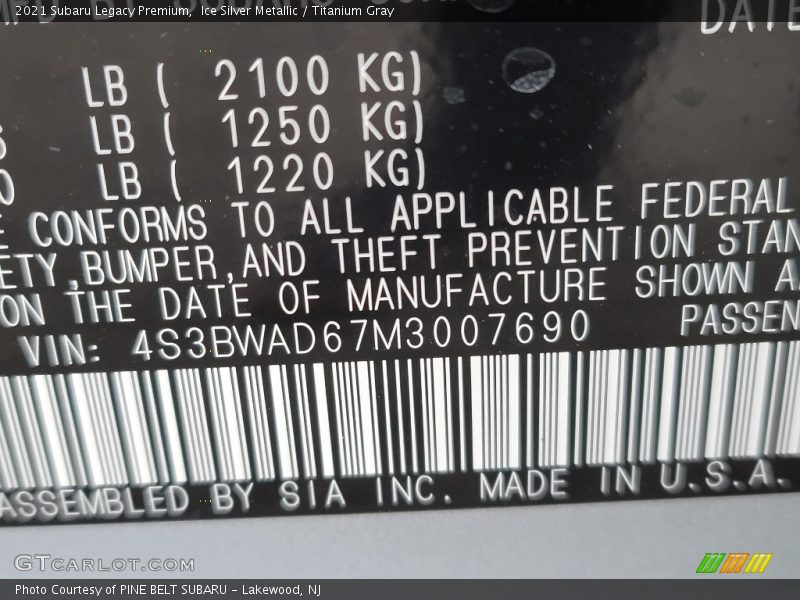 2021 Subaru Legacy Premium,  Ice Silver Metallic / Titanium Gray
LB ( 2100 KG)
LB ( 1250 KG)
LB ( 1220 KG)
CONFORMS TO ALL APPLICABLE FEDERAL
ETY,BUMPER,AND THEFT PREVENTION STAN
ON THE DATE OF MANUFACTURE SHOWN A
VIN: 4S3BWAD67M3007690 PASSEN
ASSEMBLED BY SIA INC. MADE IN U.S.A.
GTCARLOT.COM
Photo Courtesy of PINE BELT SUBARU - Lakewood, NJ